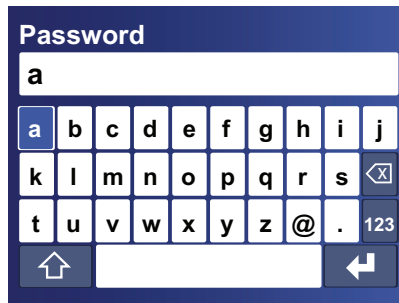 Password
a
a b c d e f g h i j
k l m n o p q r s
t u v w x y z @ . 123